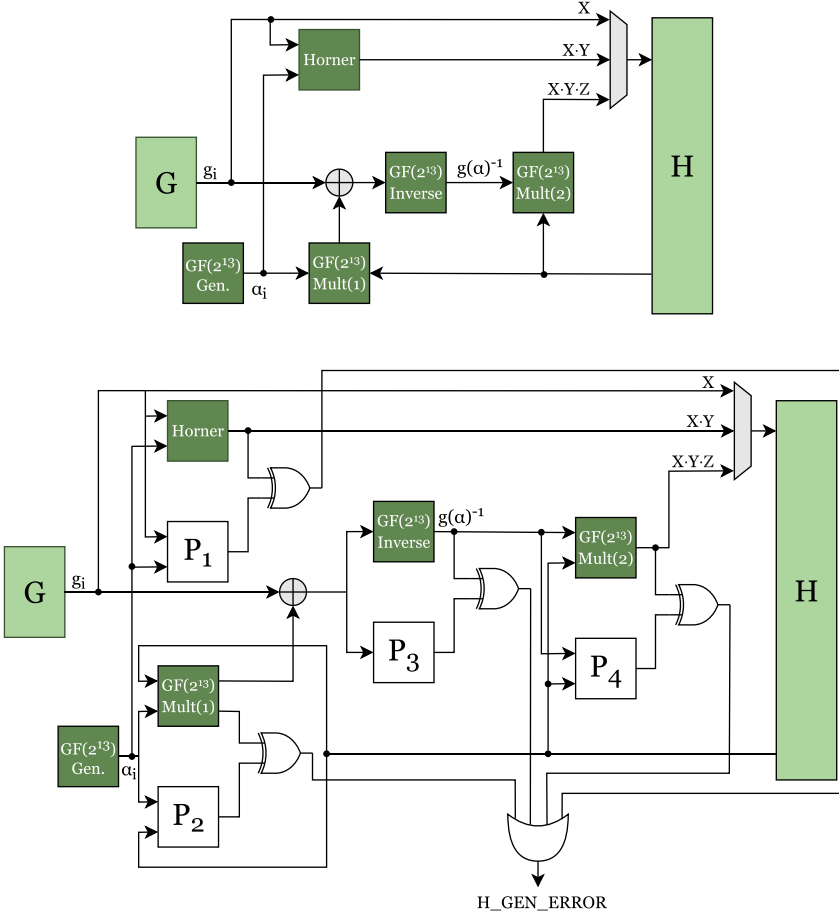 X
Horner
X·Y
X·Y·Z
G
gᵢ
GF(2¹³)
Inverse
g(α)⁻¹
GF(2¹³)
Mult(2)
H
GF(2¹³)
Gen.
αᵢ
GF(2¹³)
Mult(1)
X
Horner
X·Y
X·Y·Z
P₁
GF(2¹³)
Inverse
g(α)⁻¹
GF(2¹³)
Mult(2)
G
gᵢ
H
P₃
P₄
GF(2¹³)
Mult(1)
GF(2¹³)
Gen.
αᵢ
P₂
H_GEN_ERROR